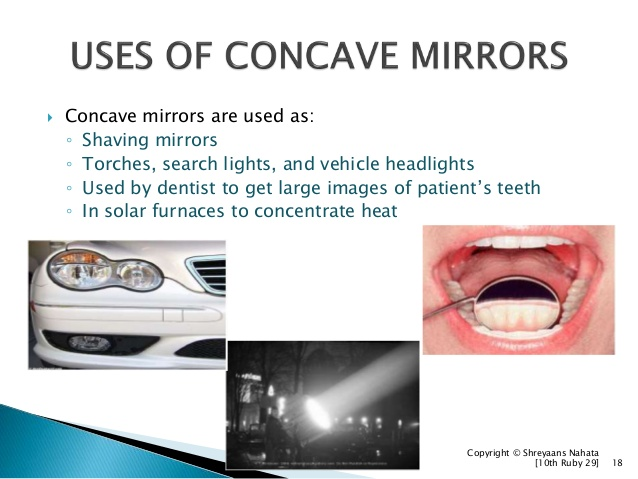 USES OF CONCAVE MIRRORS
Concave mirrors are used as:
Shaving mirrors
Torches, search lights, and vehicle headlights
Used by dentist to get large images of patient’s teeth
In solar furnaces to concentrate heat
Copyright © Shreyaans Nahata
[10th Ruby 29]
18